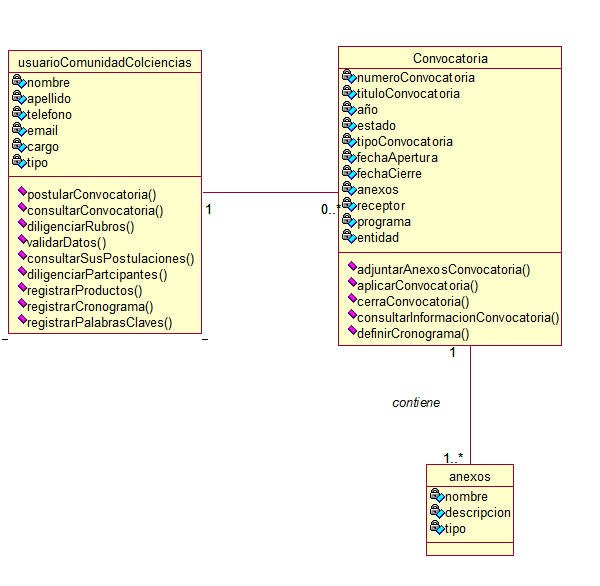 usuarioComunidadColciencias
nombre
apellido
telefono
email
cargo
tipo
postularConvocatoria()
consultarConvocatoria()
diligenciarRubros()
validarDatos()
consultarSusPostulaciones()
diligenciarPartcipantes()
registrarProductos()
registrarCronograma()
registrarPalabrasClaves()
1
0..*
Convocatoria
numeroConvocatoria
tituloConvocatoria
año
estado
tipoConvocatoria
fechaApertura
fechaCierre
anexos
receptor
programa
entidad
adjuntarAnexosConvocatoria()
aplicarConvocatoria()
cerraConvocatoria()
consultarInformacionConvocatoria()
definirCronograma()
1
contiene
1..*
anexos
nombre
descripcion
tipo